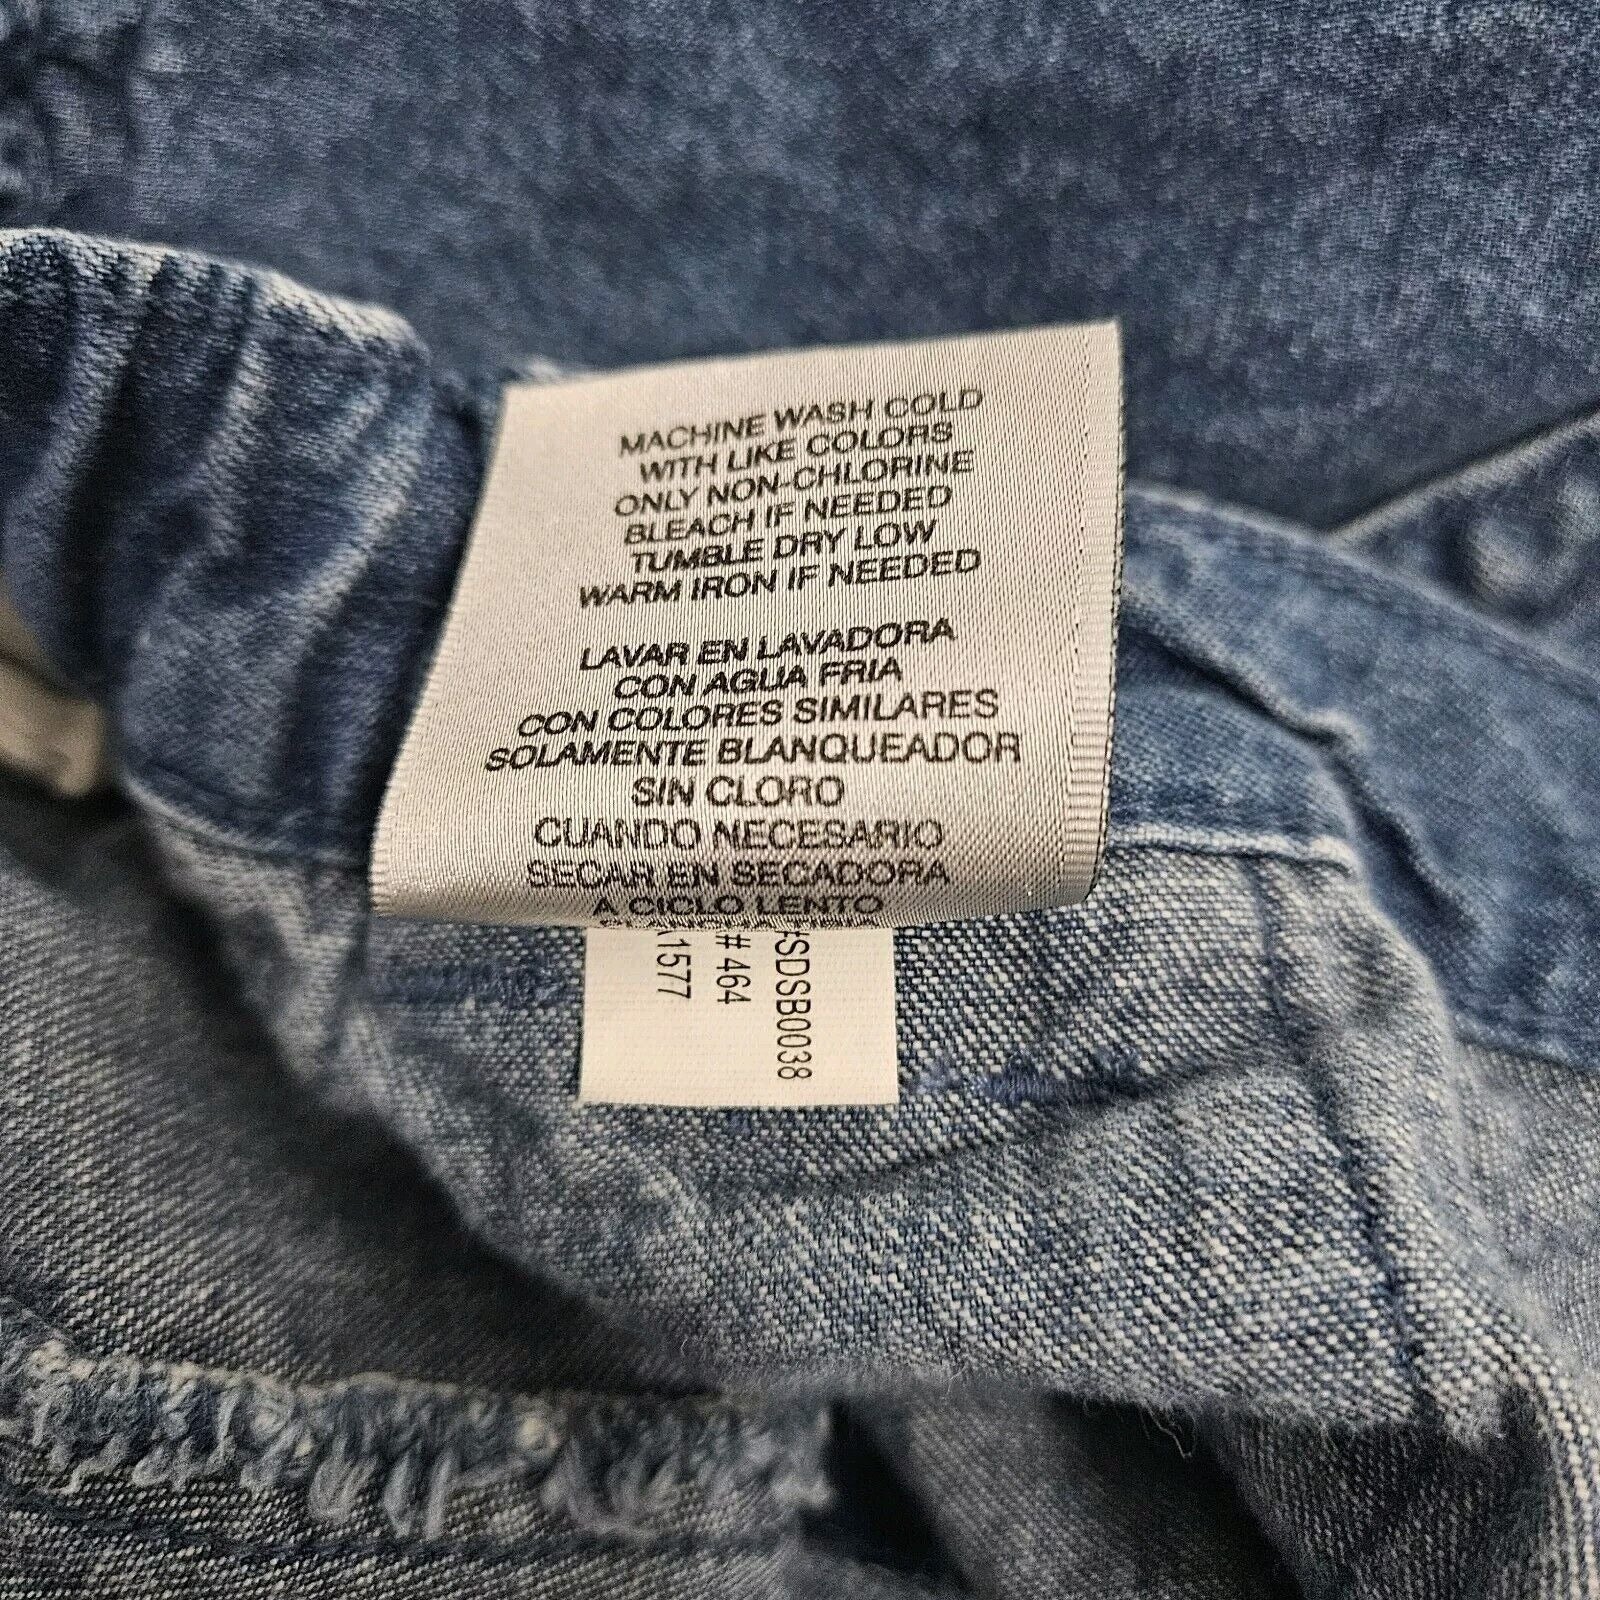 MACHINE WASH COLD
WITH LIKE COLORS
ONLY NON-CHLORINE
BLEACH IF NEEDED
TUMBLE DRY LOW
WARM IRON IF NEEDED
LAVAR EN LAVADORA
CON AGUA FRIA
CON COLORES SIMILARES
SOLAMENTE BLANQUEADOR
SIN CLORO
CUANDO NECESARIO
SECAR EN SECADORA
A CICLO LENTO
#SDSB0038
# 464
1577